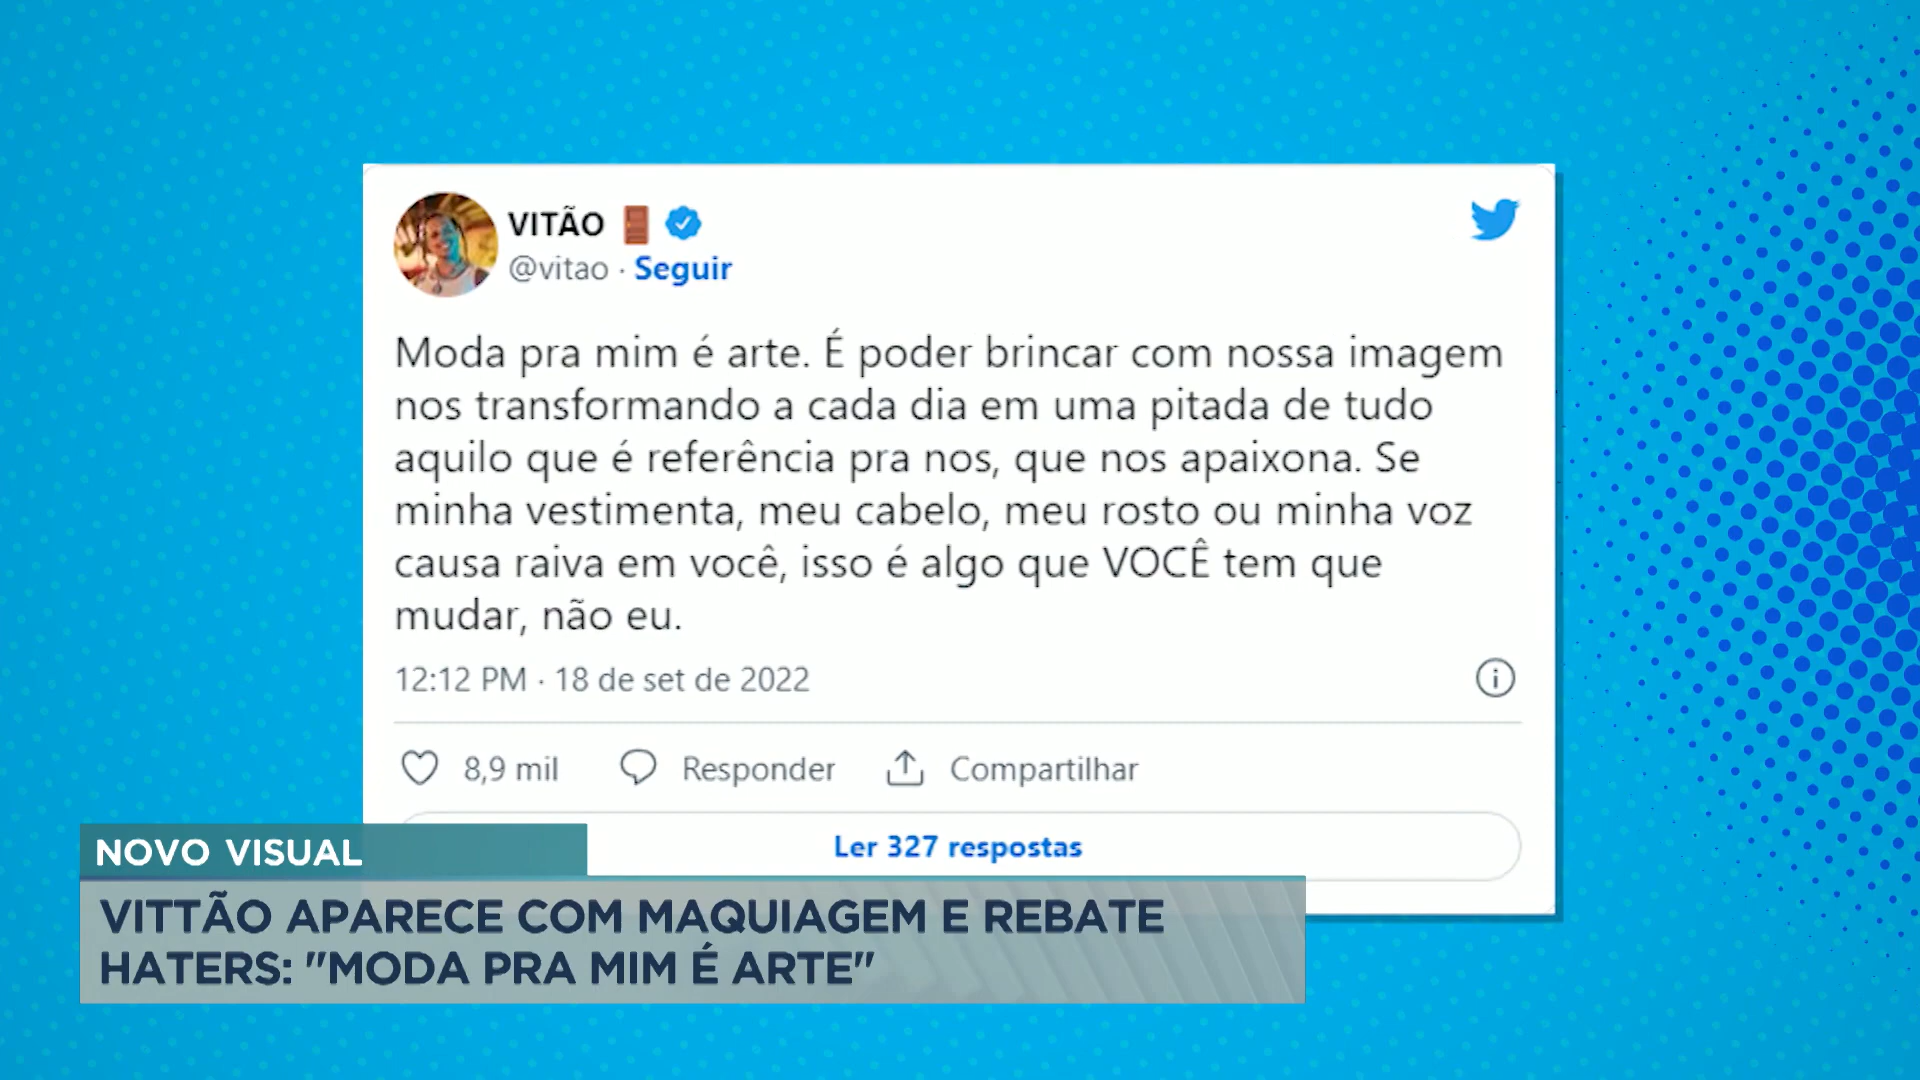 VITÃO
@vitao · Seguir
Moda pra mim é arte. É poder brincar com nossa imagem
nos transformando a cada dia em uma pitada de tudo
aquilo que é referência pra nos, que nos apaixona. Se
minha vestimenta, meu cabelo, meu rosto ou minha voz
causa raiva em você, isso é algo que VOCÊ tem que
mudar, não eu.
12:12 PM · 18 de set de 2022
8,9 mil Responder Compartilhar
Ler 327 respostas
NOVO VISUAL
VITTÃO APARECE COM MAQUIAGEM E REBATE
HATERS: "MODA PRA MIM É ARTE"